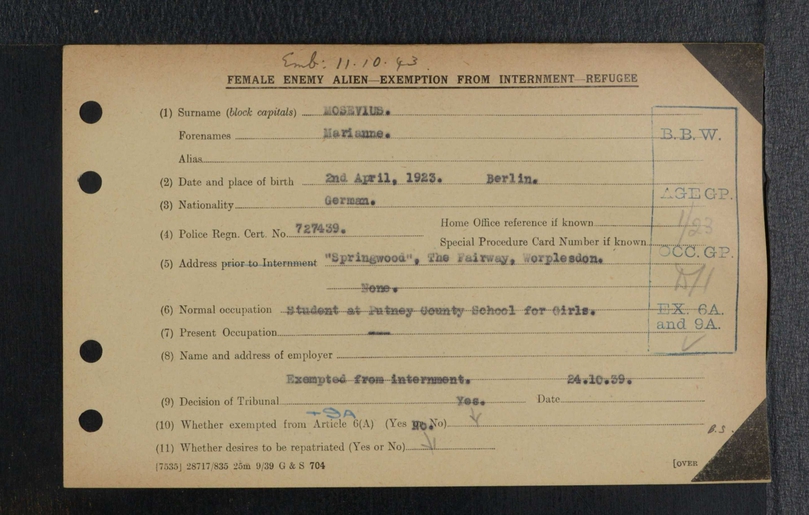 Emb: 11.10.43
FEMALE ENEMY ALIEN—EXEMPTION FROM INTERNMENT—REFUGEE
(1) Surname (block capitals) MOSEVIUS.
Forenames Marianne.
B.B.W.
Alias
(2) Date and place of birth 2nd April, 1923. Berlin.
AGE GP.
(3) Nationality German.
1/23
(4) Police Regn. Cert. No. 727439. Home Office reference if known
Special Procedure Card Number if known
OCC. GP.
(5) Address prior to Internment "Springwood", The Fairway, Worplesdon.
D/1
None.
(6) Normal occupation Student at Putney County School for Girls.
EX. 6A.
and 9A.
(7) Present Occupation —
(8) Name and address of employer
Exempted from internment. 24.10.39.
(9) Decision of Tribunal Yes. Date
+9A
(10) Whether exempted from Article 6(A) (Yes or No) No.
(11) Whether desires to be repatriated (Yes or No)
[7535] 28717/835 25m 9/39 G & S 704 [OVER